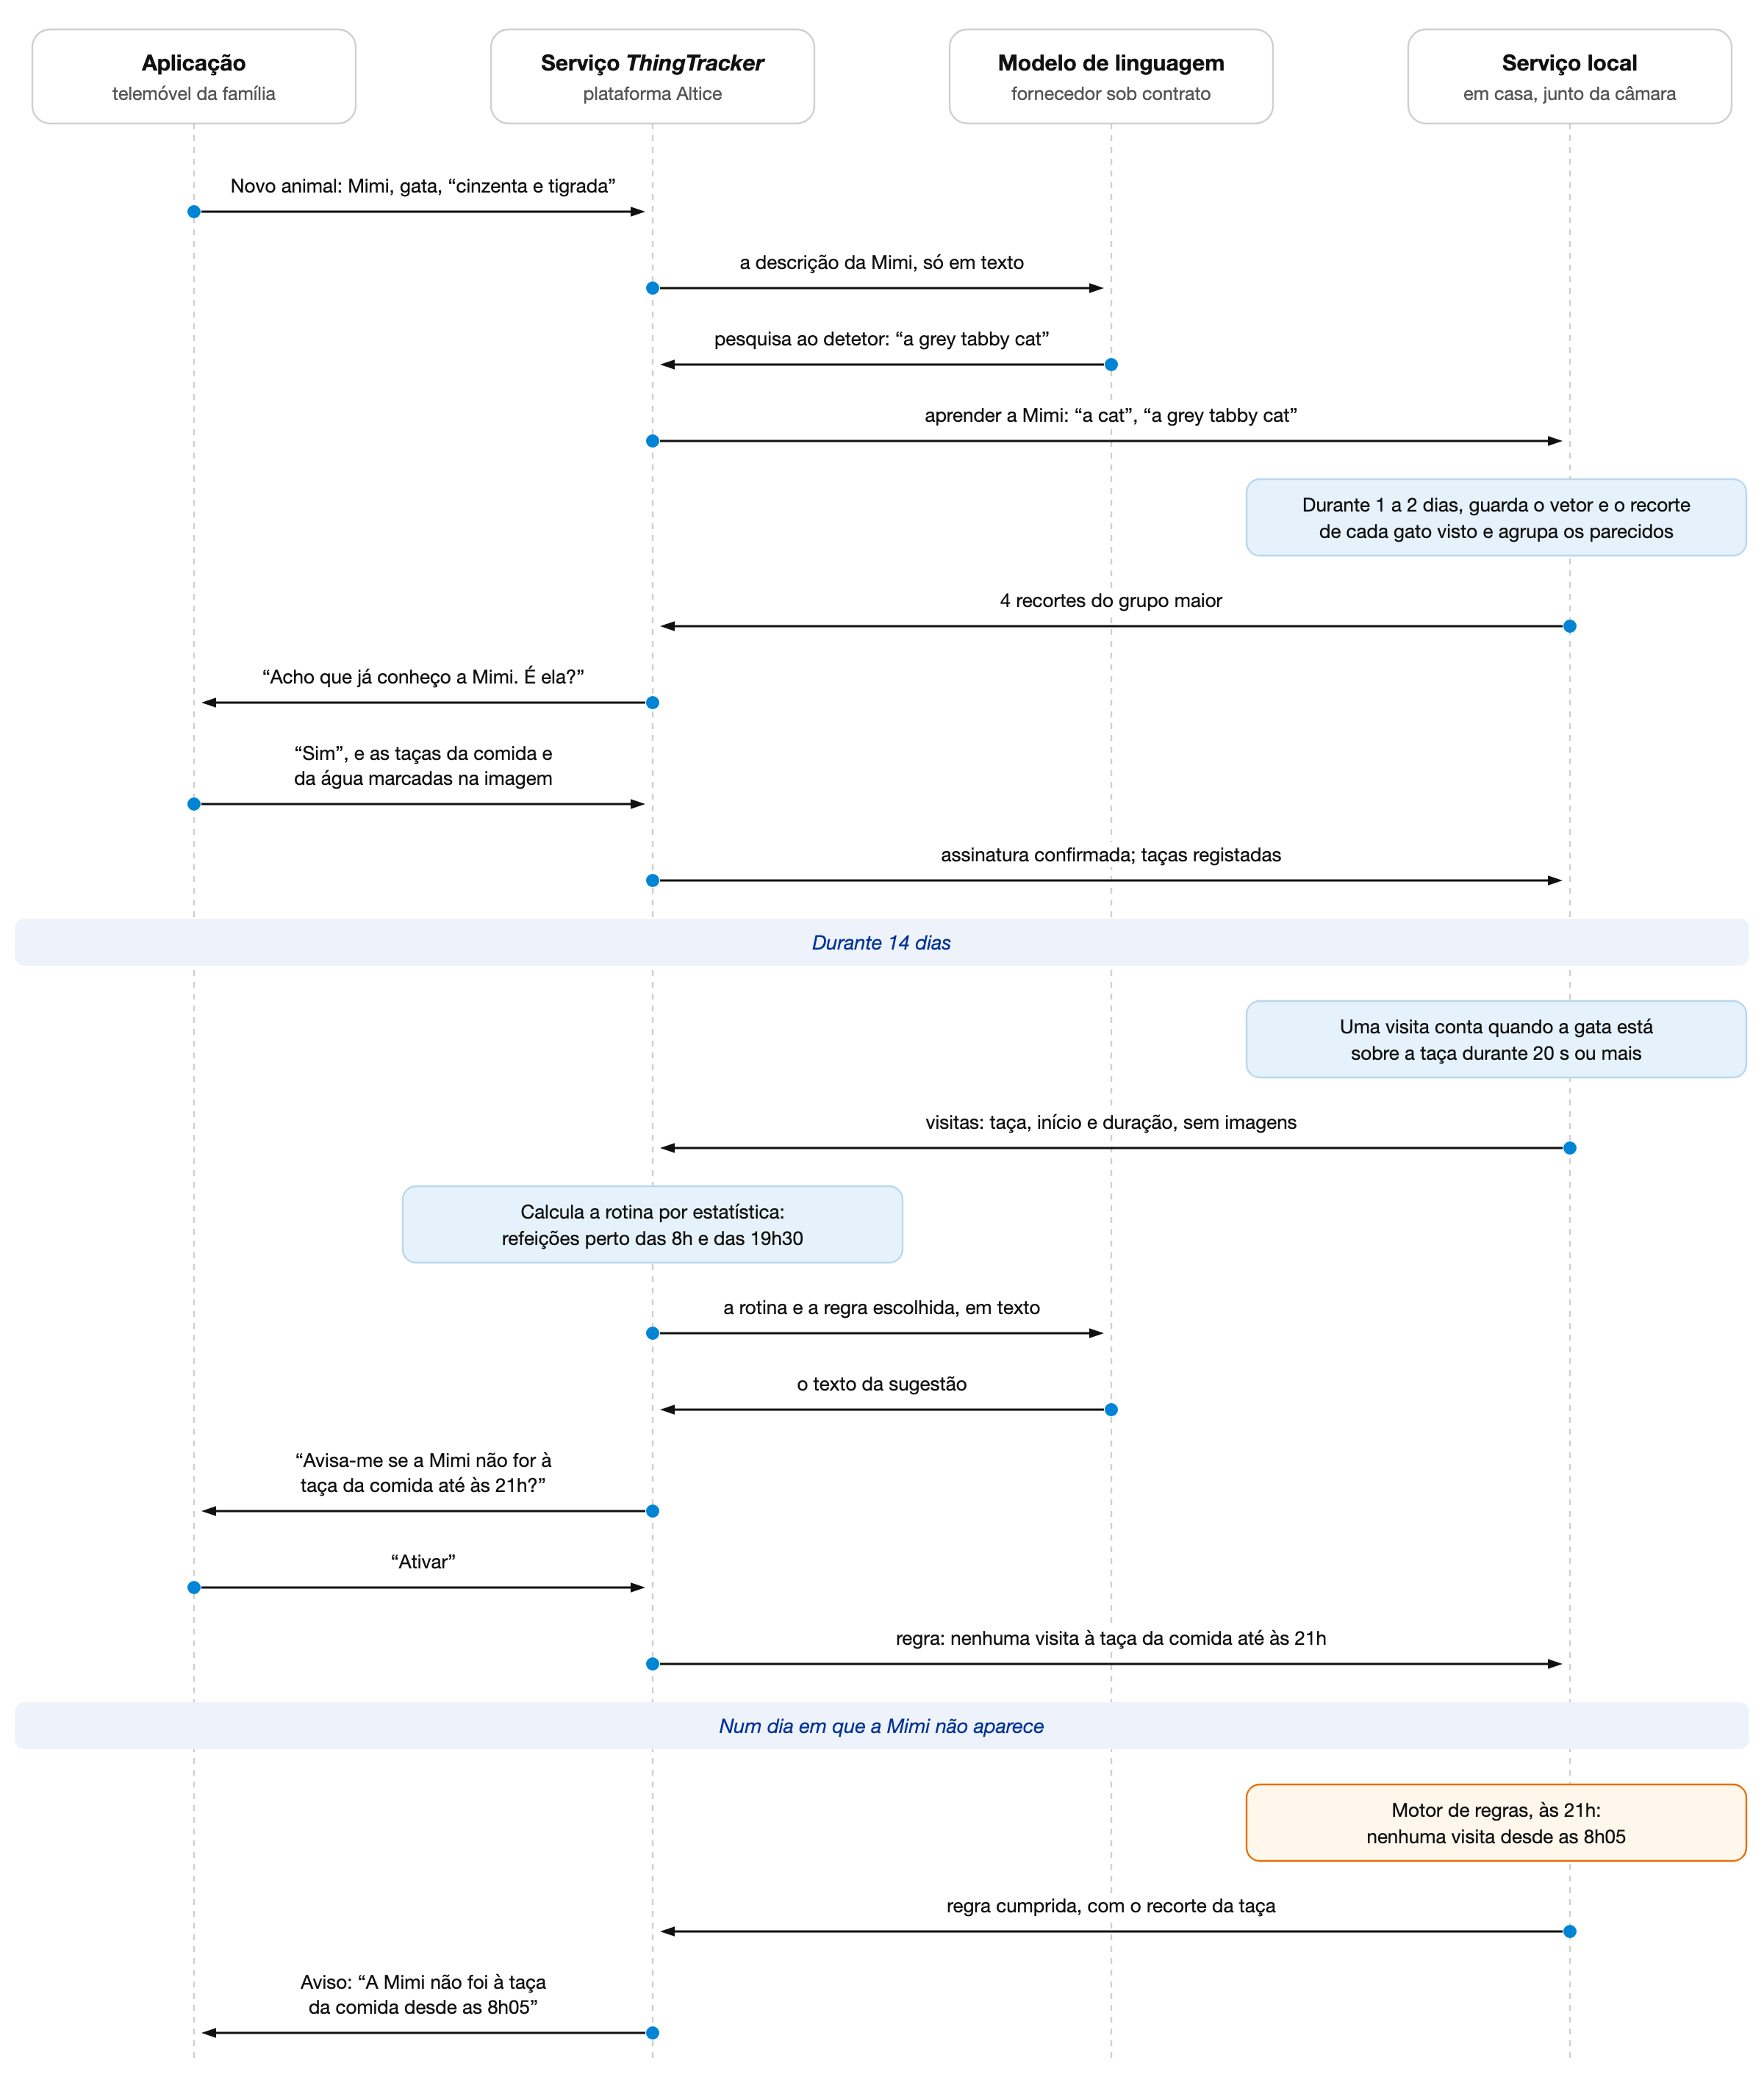 Aplicação
telemóvel da família
Serviço ThingTracker
plataforma Altice
Modelo de linguagem
fornecedor sob contrato
Serviço local
em casa, junto da câmara
Novo animal: Mimi, gata, “cinzenta e tigrada”
a descrição da Mimi, só em texto
pesquisa ao detetor: “a grey tabby cat”
aprender a Mimi: “a cat”, “a grey tabby cat”
Durante 1 a 2 dias, guarda o vetor e o recorte
de cada gato visto e agrupa os parecidos
4 recortes do grupo maior
“Acho que já conheço a Mimi. É ela?”
“Sim”, e as taças da comida e
da água marcadas na imagem
assinatura confirmada; taças registadas
Durante 14 dias
Uma visita conta quando a gata está
sobre a taça durante 20 s ou mais
visitas: taça, início e duração, sem imagens
Calcula a rotina por estatística:
refeições perto das 8h e das 19h30
a rotina e a regra escolhida, em texto
o texto da sugestão
“Avisa-me se a Mimi não for à
taça da comida até às 21h?”
“Ativar”
regra: nenhuma visita à taça da comida até às 21h
Num dia em que a Mimi não aparece
Motor de regras, às 21h:
nenhuma visita desde as 8h05
regra cumprida, com o recorte da taça
Aviso: “A Mimi não foi à taça
da comida desde as 8h05”